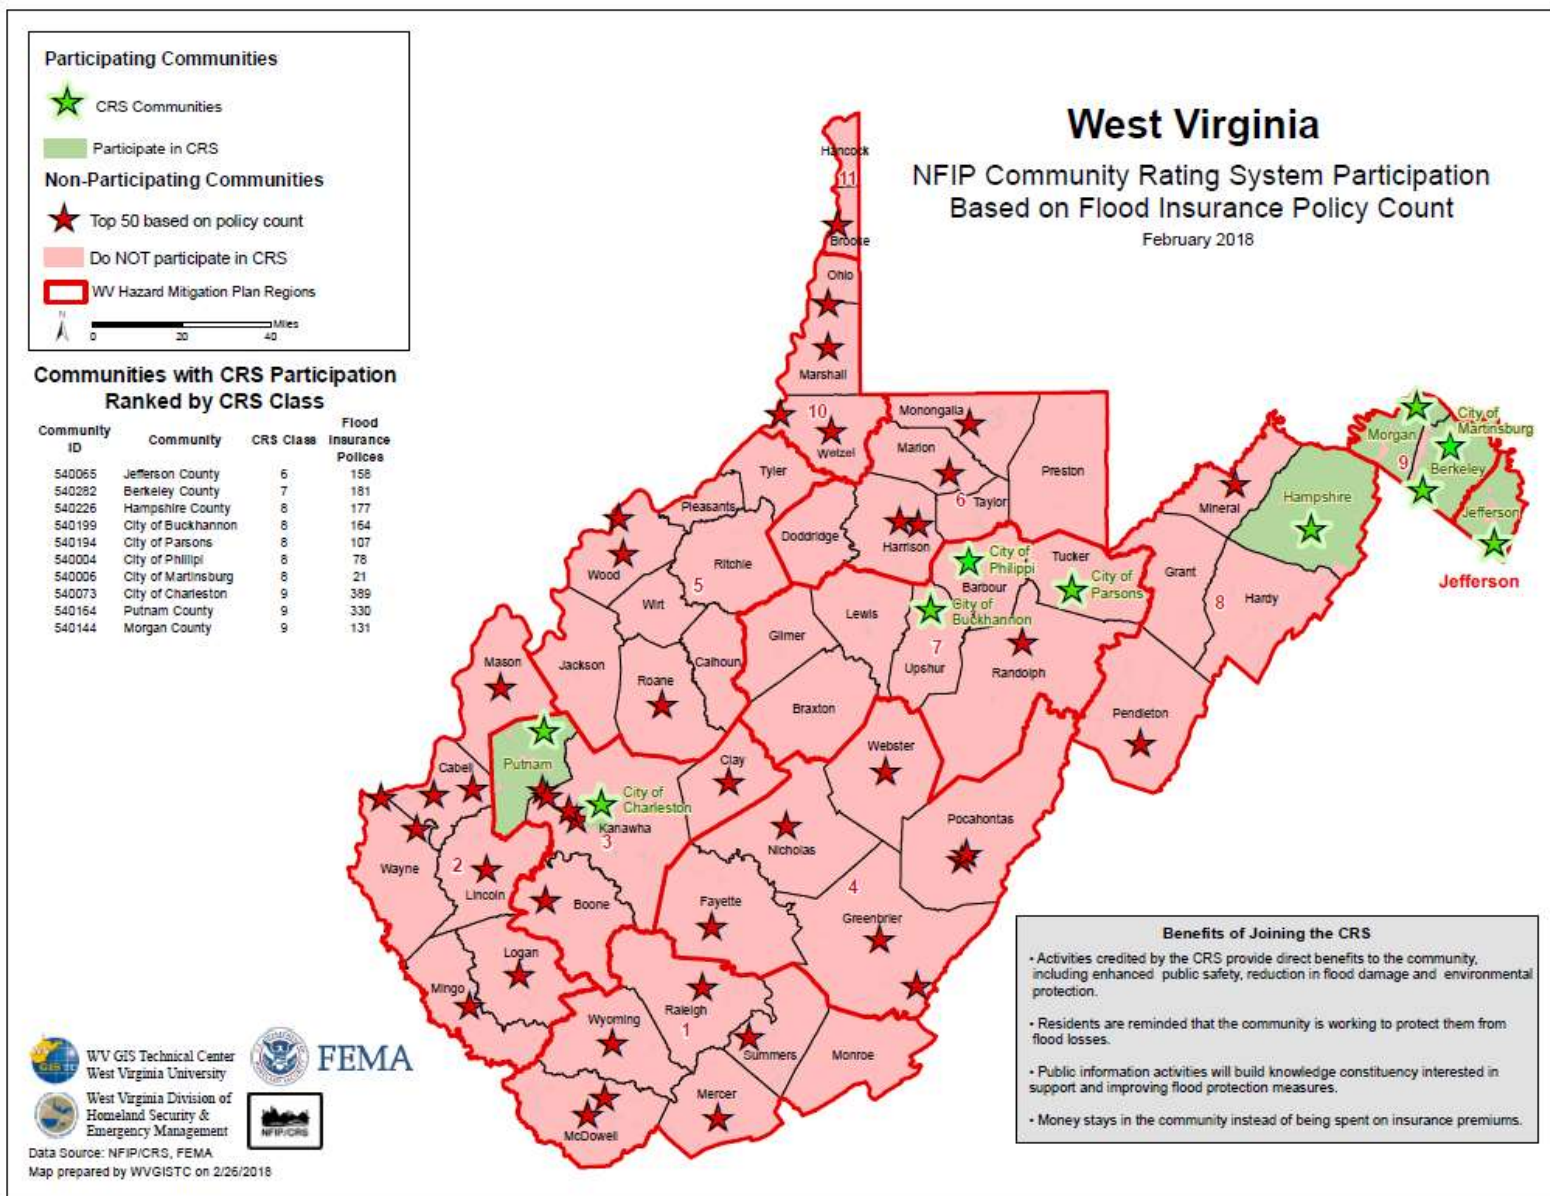 Participating Communities
CRS Communities
Participate in CRS
Non-Participating Communities
Top 50 based on policy count
Do NOT participate in CRS
WV Hazard Mitigation Plan Regions
N
Miles
0 20 40
West Virginia
NFIP Community Rating System Participation
Based on Flood Insurance Policy Count
February 2018
Communities with CRS Participation
Ranked by CRS Class
Community ID Community CRS Class Flood Insurance Polices
540065 Jefferson County 6 158
540282 Berkeley County 7 181
540226 Hampshire County 8 177
540199 City of Buckhannon 8 164
540194 City of Parsons 8 107
540004 City of Phillipi 8 78
540006 City of Martinsburg 8 21
540073 City of Charleston 9 389
540164 Putnam County 9 330
540144 Morgan County 9 131
Hancock
11
Brooke
Ohio
Marshall
10
Wetzel
Monongalia
Marion
Preston
Tyler
Pleasants
6
Taylor
Doddridge
Harrison
Ritchie
Wood
5
Wirt
City of
Martinsburg
Morgan
9
Berkeley
Hampshire
Mineral
Jefferson
Jefferson
Grant
8
Hardy
Tucker
City of
Philippi
Barbour
City of
Parsons
City of
Buckhannon
Lewis
Gilmer
7
Upshur
Randolph
Calhoun
Jackson
Mason
Roane
Braxton
Pendleton
Webster
Clay
Putnam
Cabell
City of
Charleston
Kanawha
3
Pocahontas
Nicholas
Wayne
2
Lincoln
4
Boone
Fayette
Greenbrier
Logan
Mingo
Raleigh
Wyoming
1
Summers
Monroe
Mercer
McDowell
Benefits of Joining the CRS
• Activities credited by the CRS provide direct benefits to the community,
including enhanced public safety, reduction in flood damage and environmental
protection.
• Residents are reminded that the community is working to protect them from
flood losses.
• Public information activities will build knowledge constituency interested in
support and improving flood protection measures.
• Money stays in the community instead of being spent on insurance premiums.
GIS TC
WV GIS Technical Center
West Virginia University
FEMA
West Virginia Division of
Homeland Security &
Emergency Management
NFIP/CRS
Data Source: NFIP/CRS, FEMA
Map prepared by WVGISTC on 2/26/2018